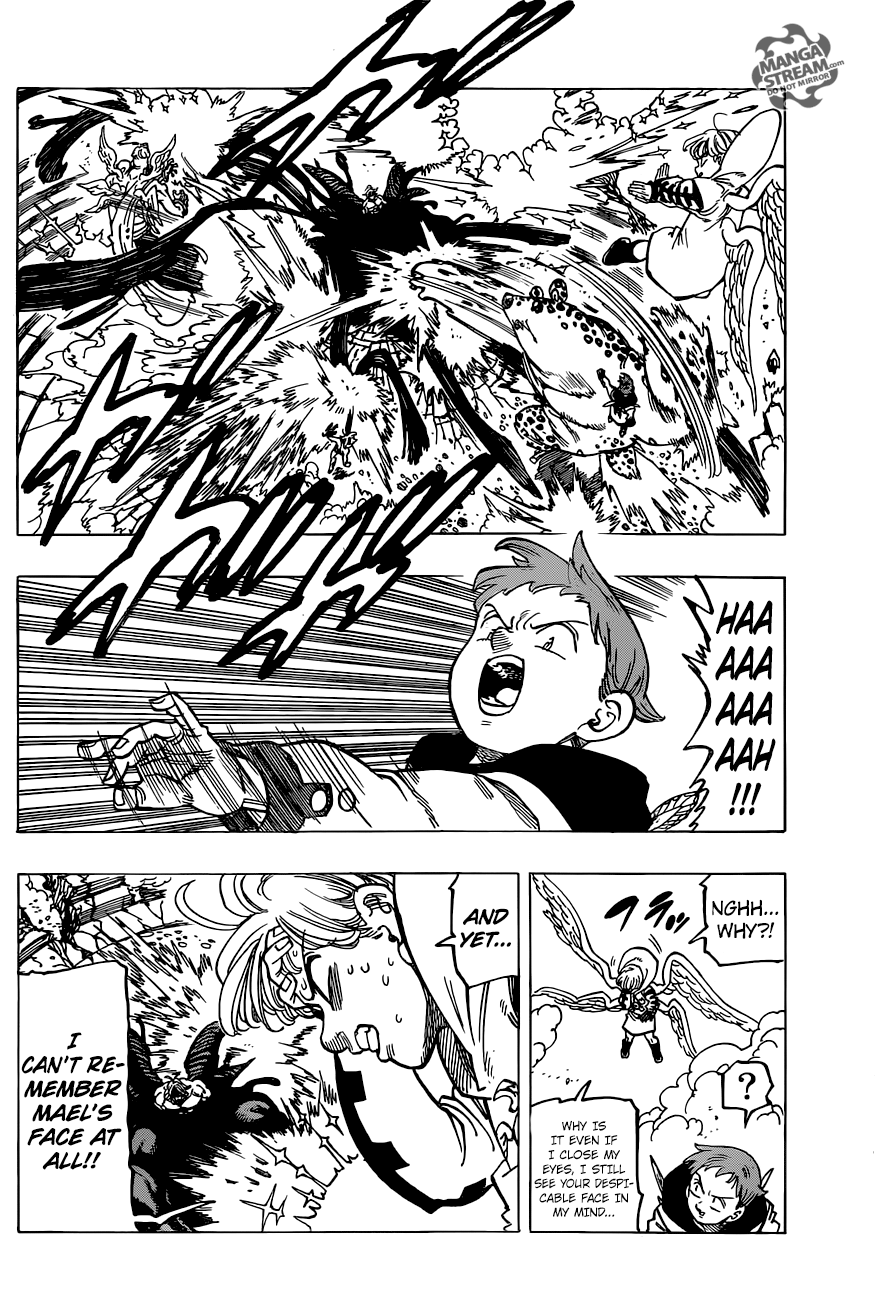 MANGA
STREAM.com
DO NOT MIRROR
HAA
AAA
AAA
AAH
!!!
NGHH...
WHY?!
?
WHY IS
IT EVEN IF
I CLOSE MY
EYES, I STILL
SEE YOUR DESPI-
CABLE FACE IN
MY MIND...
AND
YET...
I
CAN'T RE-
MEMBER
MAEL'S
FACE AT
ALL!!